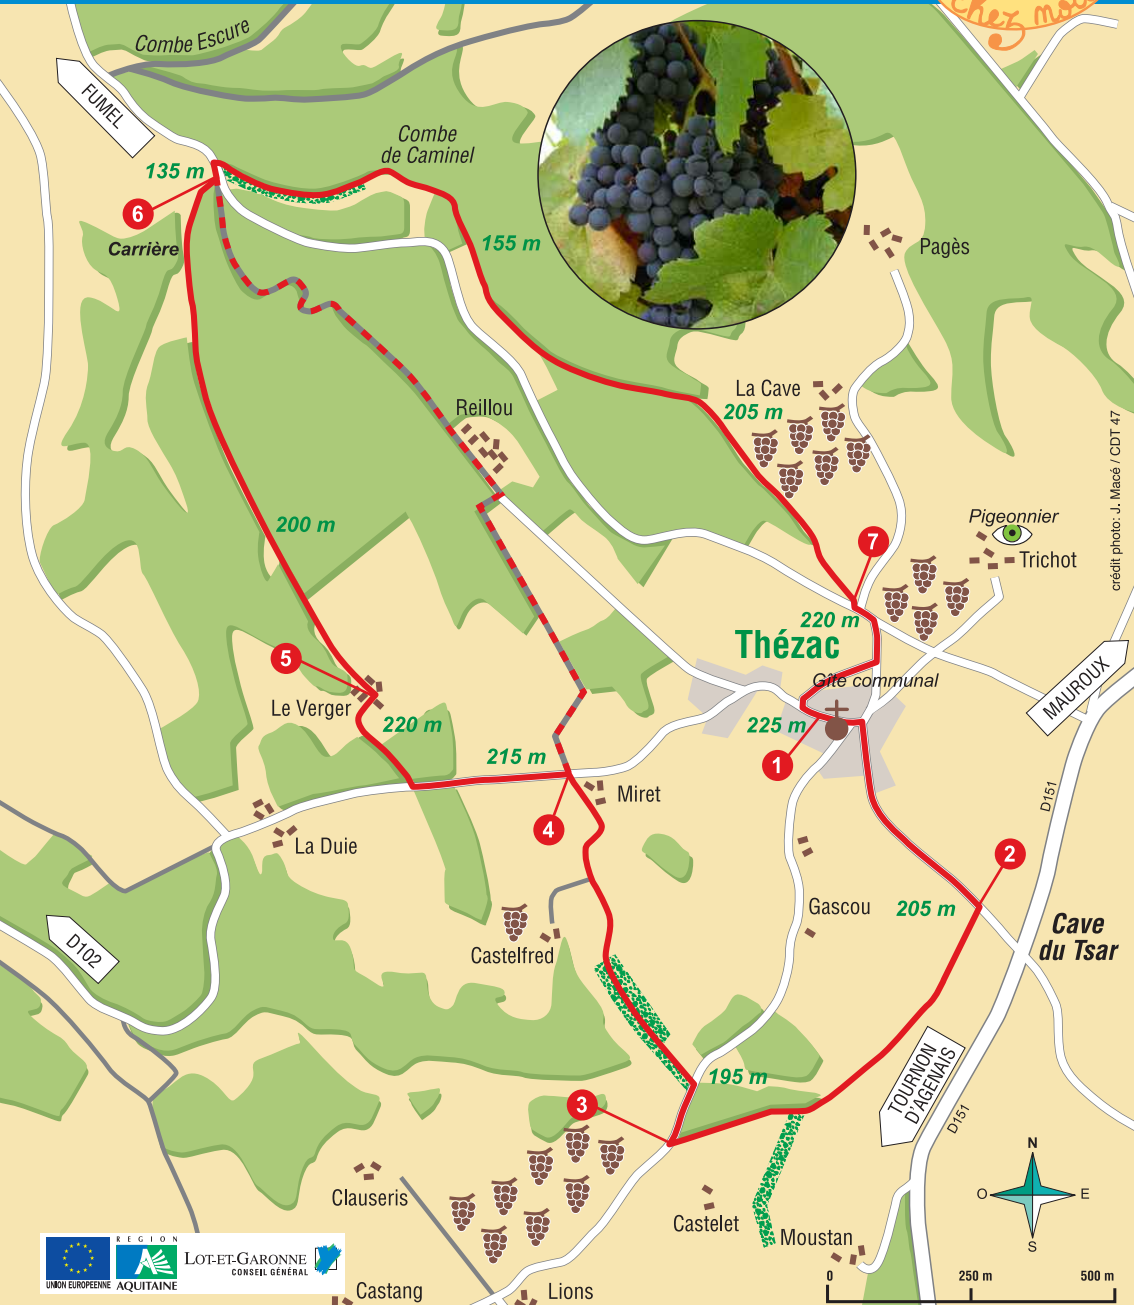 chez nous
Combe Escure
FUMEL
Combe
de Caminel
135 m
6
Carrière
155 m
Pagès
La Cave
205 m
Reillou
crédit photo: J. Macé / CDT 47
200 m
Pigeonnier
Trichot
7
220 m
Thézac
Gîte communal
MAUROUX
5
Le Verger
220 m
225 m
1
215 m
Miret
D151
4
La Duie
2
205 m
Gascou
Cave
du Tsar
D102
Castelfred
TOURNON
D'AGENAIS
195 m
3
D151
N
O
E
S
Clauseris
Castelet
Moustan
UNION EUROPEENNE
REGION
AQUITAINE
LOT-ET-GARONNE
CONSEIL GÉNÉRAL
0
250 m
500 m
Castang
Lions